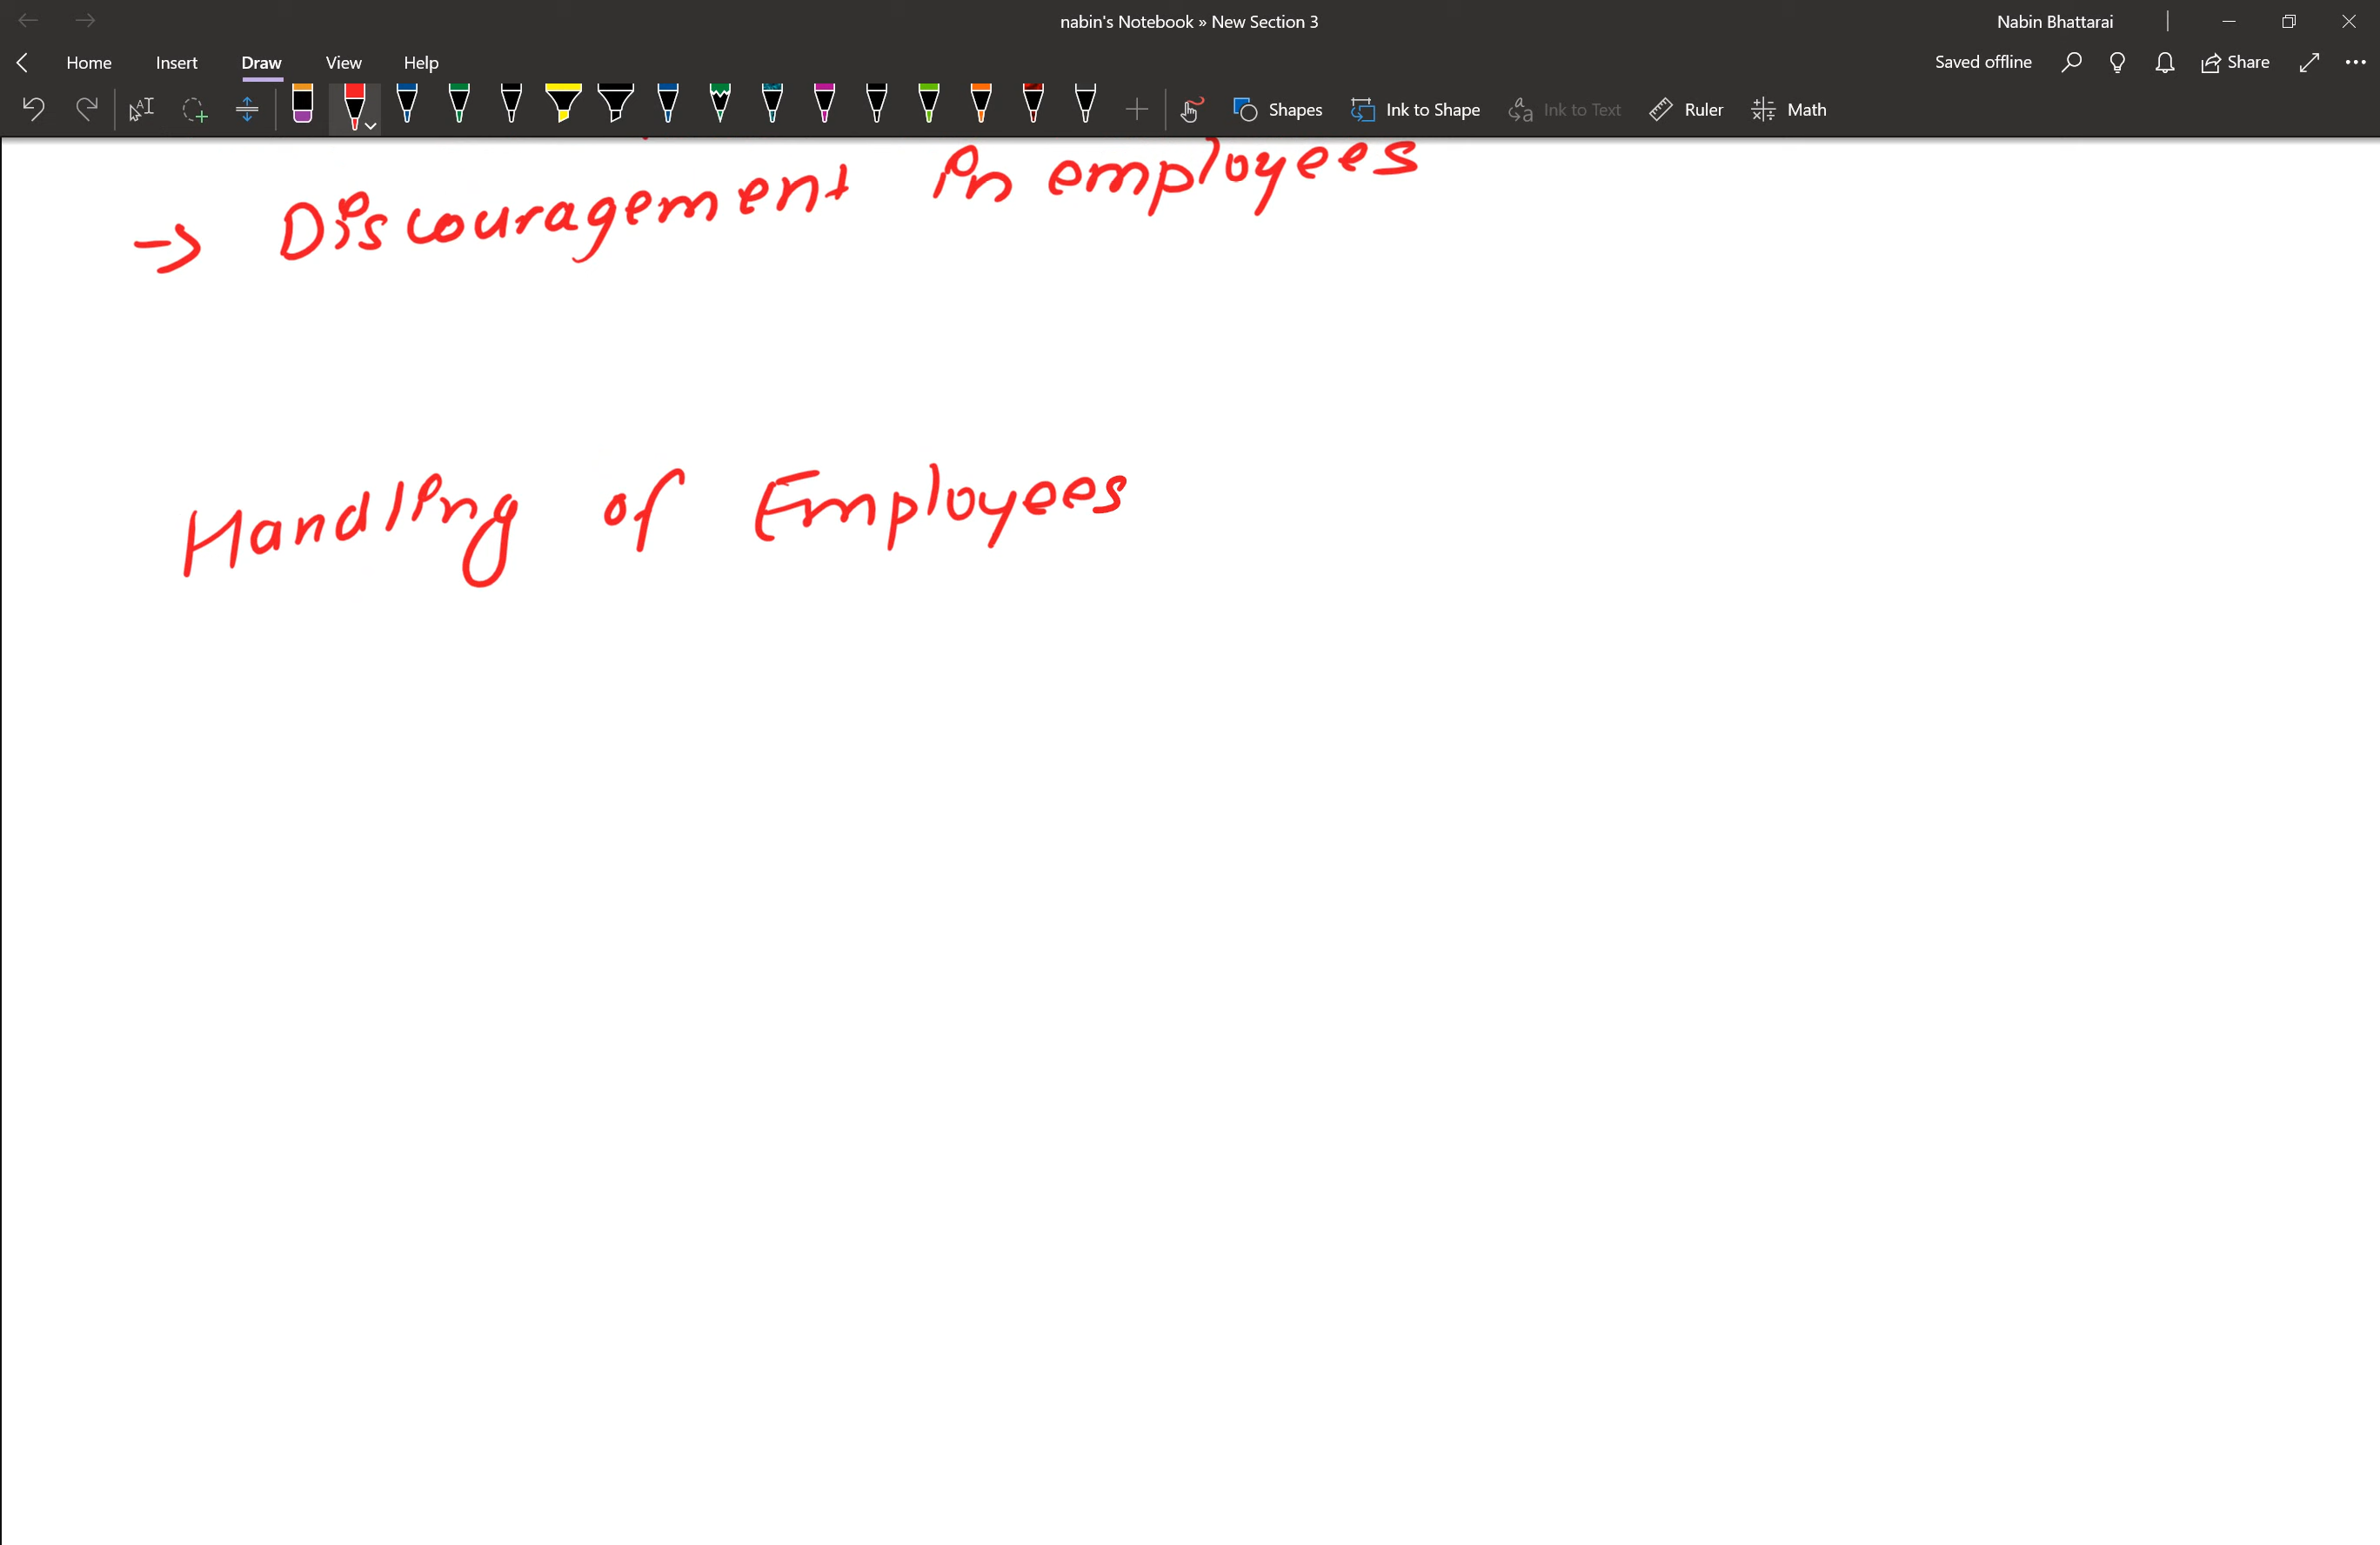 nabin's Notebook » New Section 3
Nabin Bhattarai
Home Insert Draw View Help
Saved offline Share
Shapes Ink to Shape Ink to Text Ruler Math
→ Discouragement in employees
Handling of Employees